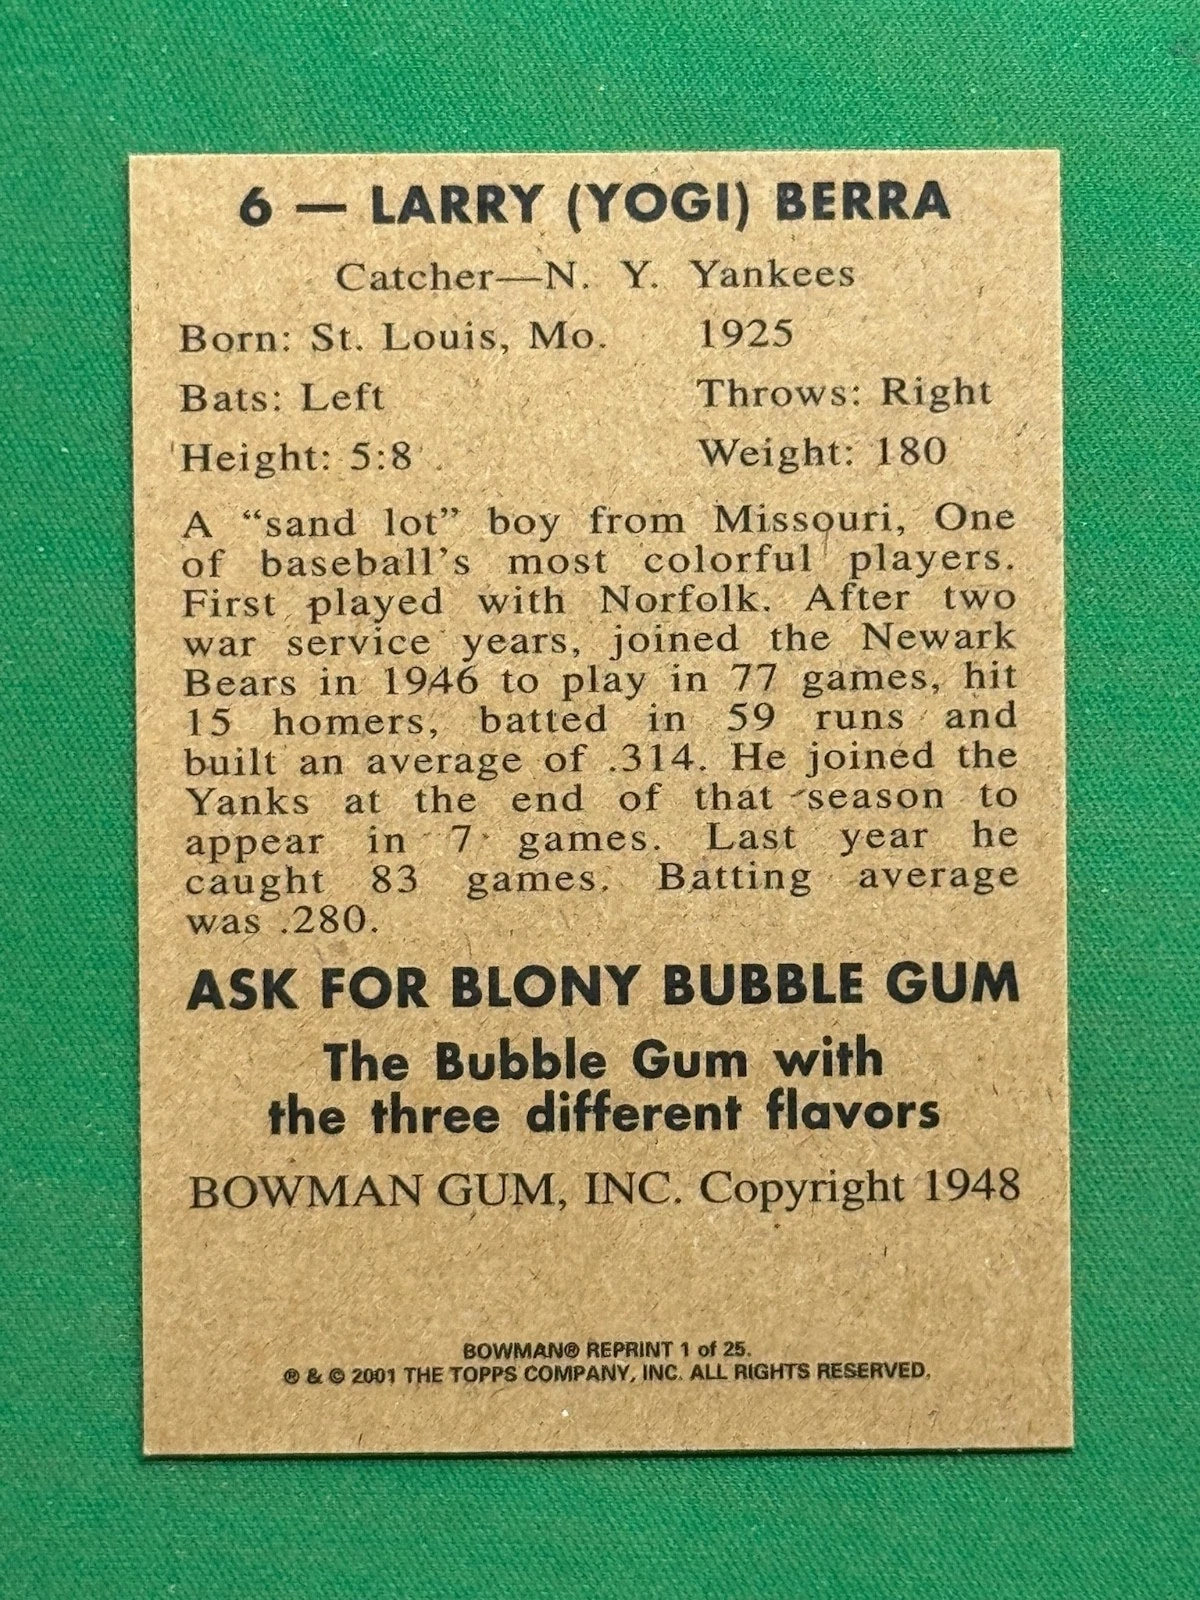 6 — LARRY (YOGI) BERRA
Catcher—N. Y. Yankees
Born: St. Louis, Mo. 1925
Bats: Left Throws: Right
Height: 5:8 Weight: 180
A “sand lot” boy from Missouri, One
of baseball’s most colorful players.
First played with Norfolk. After two
war service years, joined the Newark
Bears in 1946 to play in 77 games, hit
15 homers, batted in 59 runs and
built an average of .314. He joined the
Yanks at the end of that season to
appear in 7 games. Last year he
caught 83 games. Batting average
was .280.
ASK FOR BLONY BUBBLE GUM
The Bubble Gum with
the three different flavors
BOWMAN GUM, INC. Copyright 1948
BOWMAN® REPRINT 1 of 25.
® & © 2001 THE TOPPS COMPANY, INC. ALL RIGHTS RESERVED.